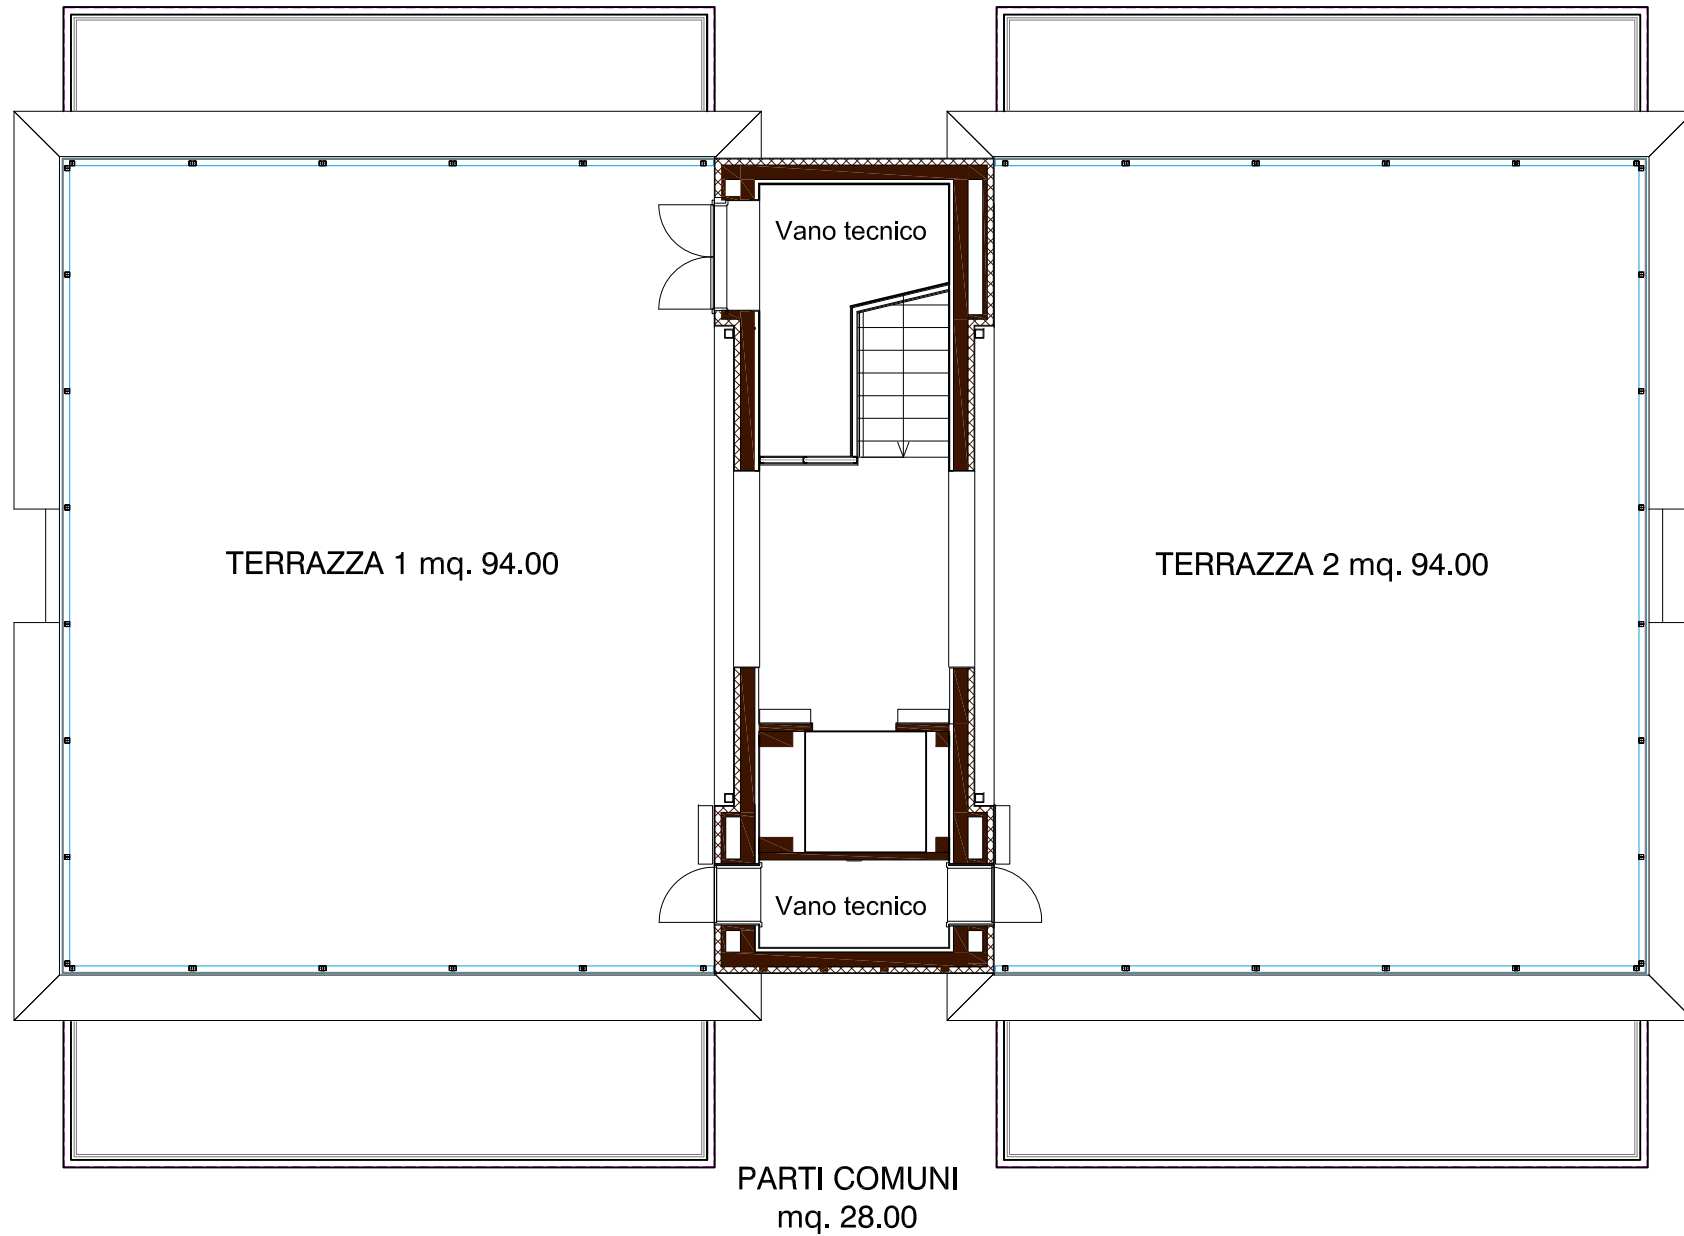 Vano tecnico
TERRAZZA 1 mq. 94.00
TERRAZZA 2 mq. 94.00
Vano tecnico
PARTI COMUNI
mq. 28.00